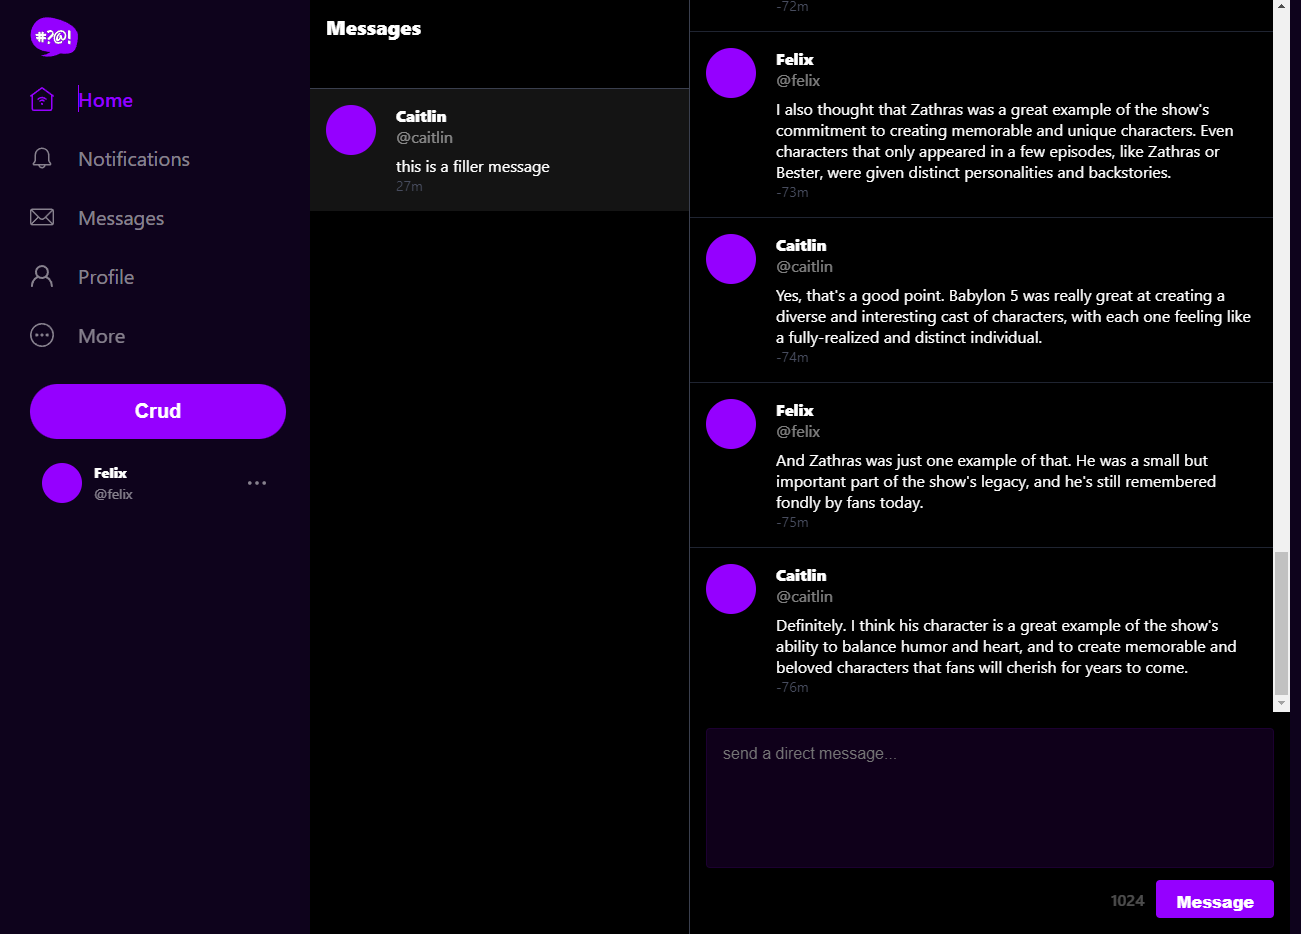 #?@!
Home
Notifications
Messages
Profile
More
Crud
Felix
@felix
Messages
Caitlin
@caitlin
this is a filler message
27m
-72m
Felix
@felix
I also thought that Zathras was a great example of the show's
commitment to creating memorable and unique characters. Even
characters that only appeared in a few episodes, like Zathras or
Bester, were given distinct personalities and backstories.
-73m
Caitlin
@caitlin
Yes, that's a good point. Babylon 5 was really great at creating a
diverse and interesting cast of characters, with each one feeling like
a fully-realized and distinct individual.
-74m
Felix
@felix
And Zathras was just one example of that. He was a small but
important part of the show's legacy, and he's still remembered
fondly by fans today.
-75m
Caitlin
@caitlin
Definitely. I think his character is a great example of the show's
ability to balance humor and heart, and to create memorable and
beloved characters that fans will cherish for years to come.
-76m
send a direct message...
1024
Message